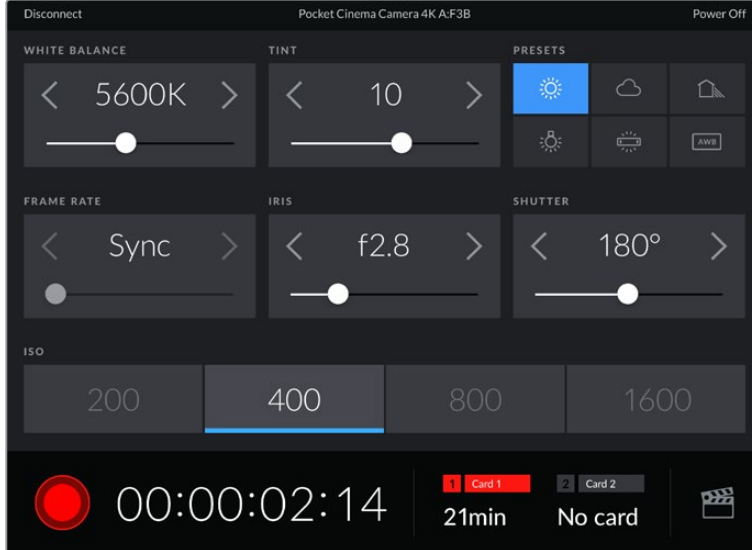 Disconnect Pocket Cinema Camera 4K A:F3B Power Off
WHITE BALANCE TINT PRESETS
5600K 10
AWB
FRAME RATE IRIS SHUTTER
Sync f2.8 180°
ISO
200 400 800 1600
1 Card 1 2 Card 2
00:00:02:14 21min No card